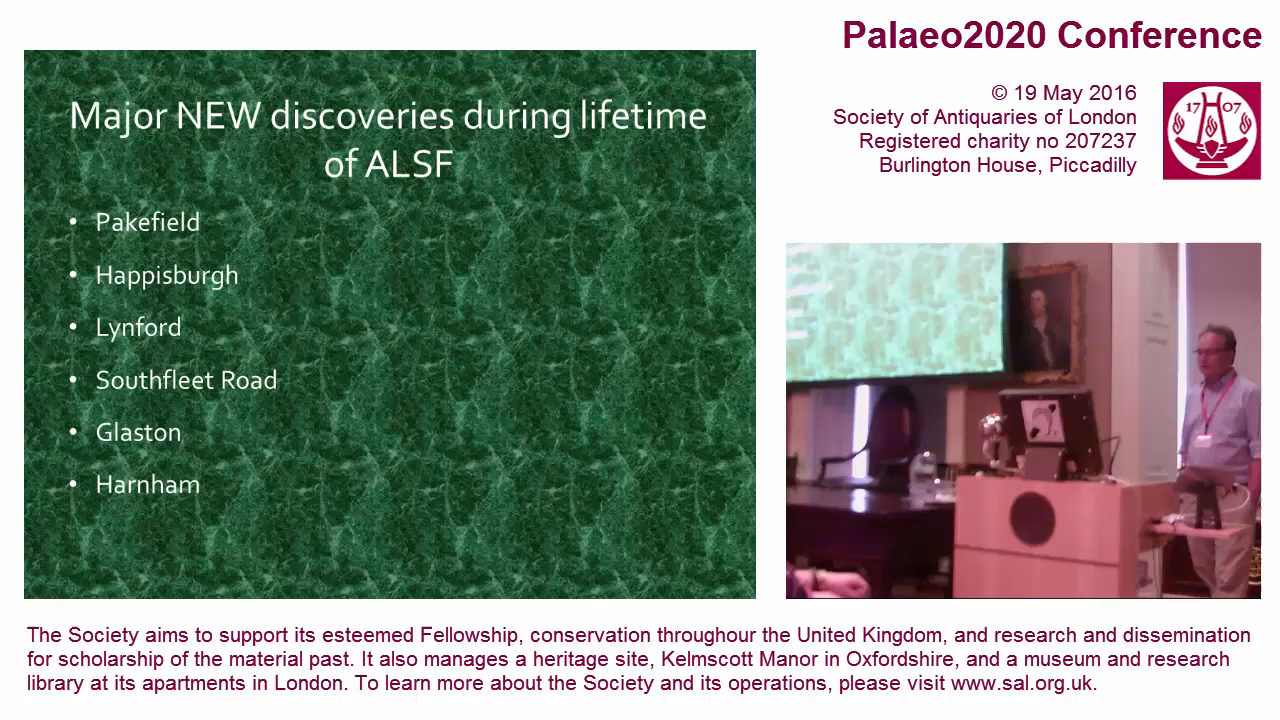 Palaeo2020 Conference
© 19 May 2016
Society of Antiquaries of London
Registered charity no 207237
Burlington House, Piccadilly
17 07
Major NEW discoveries during lifetime
of ALSF
• Pakefield
• Happisburgh
• Lynford
• Southfleet Road
• Glaston
• Harnham
The Society aims to support its esteemed Fellowship, conservation throughour the United Kingdom, and research and dissemination
for scholarship of the material past. It also manages a heritage site, Kelmscott Manor in Oxfordshire, and a museum and research
library at its apartments in London. To learn more about the Society and its operations, please visit www.sal.org.uk.